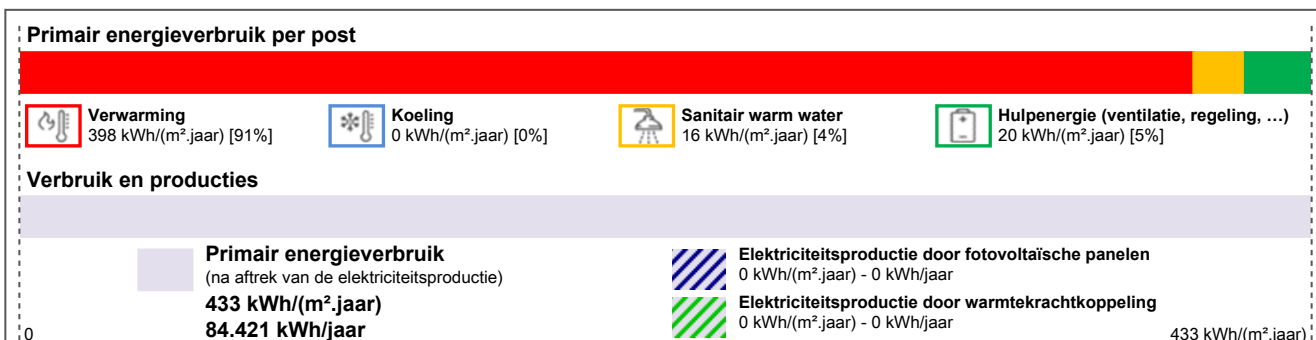 Primair energieverbruik per post
Verwarming
398 kWh/(m².jaar) [91%]
Koeling
0 kWh/(m².jaar) [0%]
Sanitair warm water
16 kWh/(m².jaar) [4%]
Hulpenergie (ventilatie, regeling, …)
20 kWh/(m².jaar) [5%]
Verbruik en producties
Primair energieverbruik
(na aftrek van de elektriciteitsproductie)
433 kWh/(m².jaar)
84.421 kWh/jaar
Elektriciteitsproductie door fotovoltaïsche panelen
0 kWh/(m².jaar) - 0 kWh/jaar
Elektriciteitsproductie door warmtekrachtkoppeling
0 kWh/(m².jaar) - 0 kWh/jaar
0
433 kWh/(m².jaar)